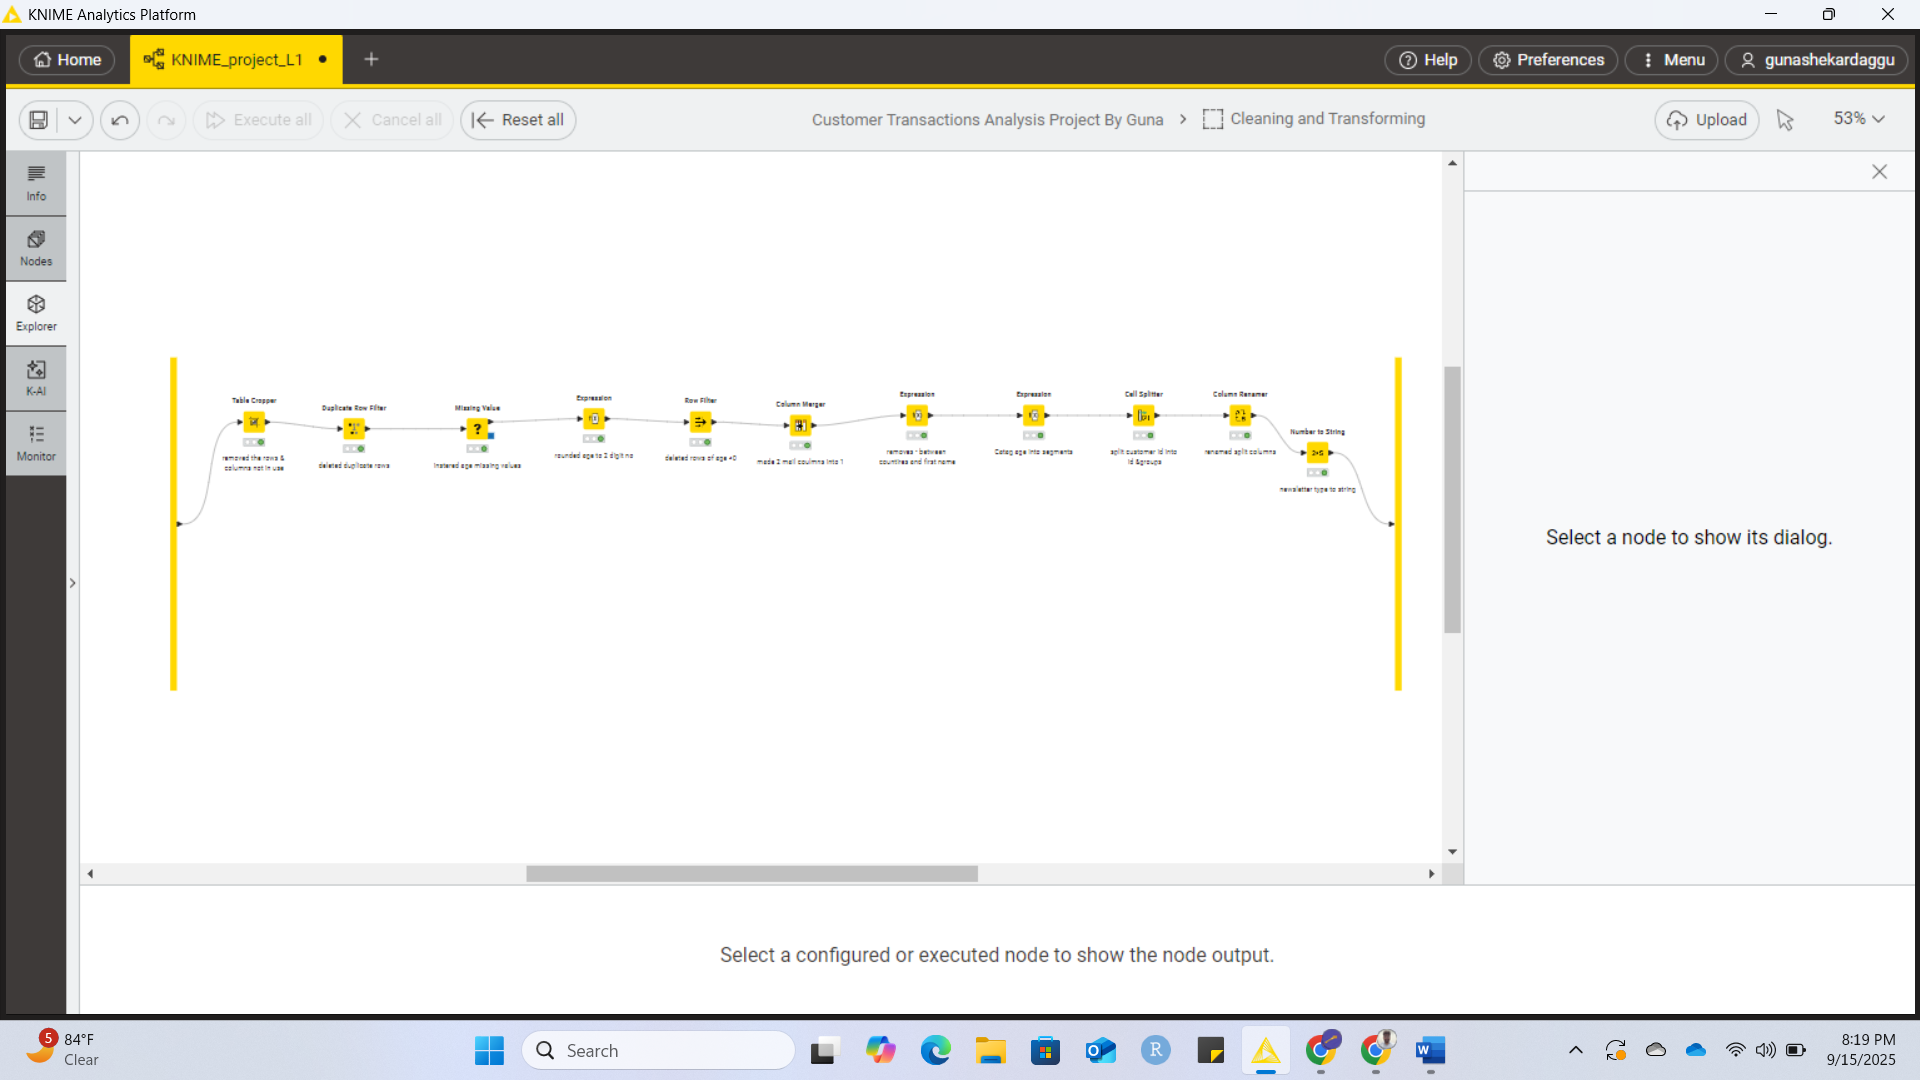 KNIME Analytics Platform
Home
KNIME_project_L1
Help
Preferences
Menu
gunashekardaggu
Execute all
Cancel all
Reset all
Customer Transactions Analysis Project By Guna
Cleaning and Transforming
Upload
53%
Info
Nodes
Explorer
K-AI
Monitor
Table Cropper
removed the rows &
columns not in use
Duplicate Row Filter
deleted duplicate rows
Missing Value
?
instered age missing values
Expression
rounded age to 2 digit no
Row Filter
deleted rows of age <0
Column Merger
made 2 mail coulmns into 1
Expression
removes - between
countires and first name
Expression
Catog age into segments
Cell Splitter
split customer id into
id &groups
Column Renamer
renamed split columns
Number to String
newsletter type to string
Select a node to show its dialog.
Select a configured or executed node to show the node output.
5
84°F
Clear
Search
R
W
8:19 PM
9/15/2025